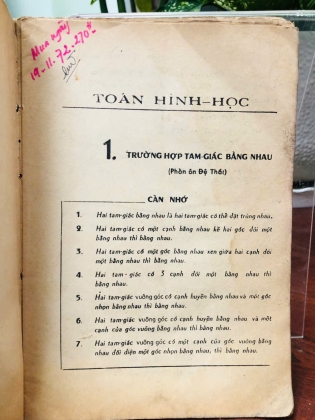 Mua ngày
19-11-72-270đ
TOÁN HÌNH-HỌC
1. TRƯỜNG HỢP TAM-GIÁC BẰNG NHAU
(Phần ôn Đệ Thất)
CẦN NHỚ
1. Hai tam-giác bằng nhau là hai tam-giác có thể đặt trùng nhau.
2. Hai tam-giác có một cạnh bằng nhau kề hai góc đôi một
bằng nhau thì bằng nhau.
3. Hai tam-giác có một góc bằng nhau xen giữa hai cạnh đôi
một bằng nhau thì bằng nhau.
4. Hai tam-giác có 3 cạnh đôi một bằng nhau thì
bằng nhau.
5. Hai tam-giác vuông góc có cạnh huyền bằng nhau và một góc
nhọn bằng nhau thì bằng nhau.
6. Hai tam-giác vuông góc có cạnh huyền bằng nhau và một
cạnh của góc vuông bằng nhau thì bằng nhau.
7. Hai tam-giác vuông góc có một cạnh của góc vuông bằng
nhau đối diện một góc nhọn bằng nhau, thì bằng nhau.